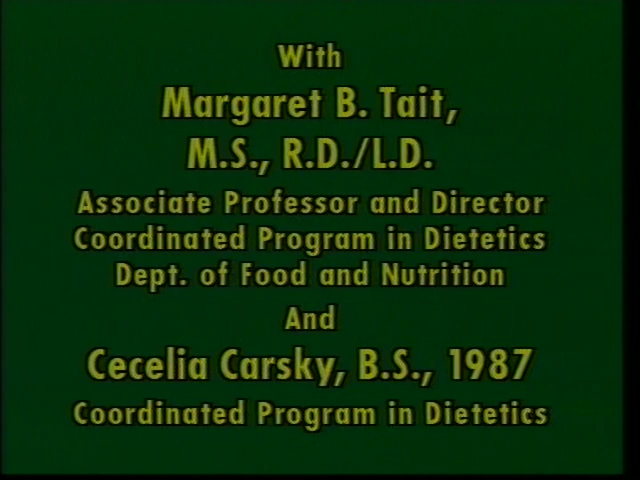 With
Margaret B. Tait,
M.S., R.D./L.D.
Associate Professor and Director
Coordinated Program in Dietetics
Dept. of Food and Nutrition
And
Cecelia Carsky, B.S., 1987
Coordinated Program in Dietetics